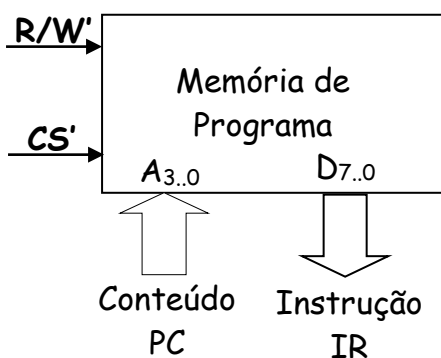 R/W'
Memória de
Programa
CS'
A3..0 D7..0
Conteúdo Instrução
PC IR